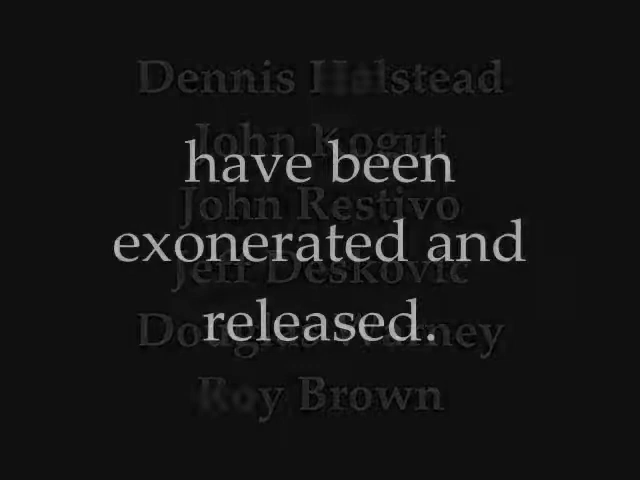 Dennis Halstead
John Kogut
have been
John Restivo
exonerated and
Jeff Deskovic
released.
Douglas Warney
Roy Brown